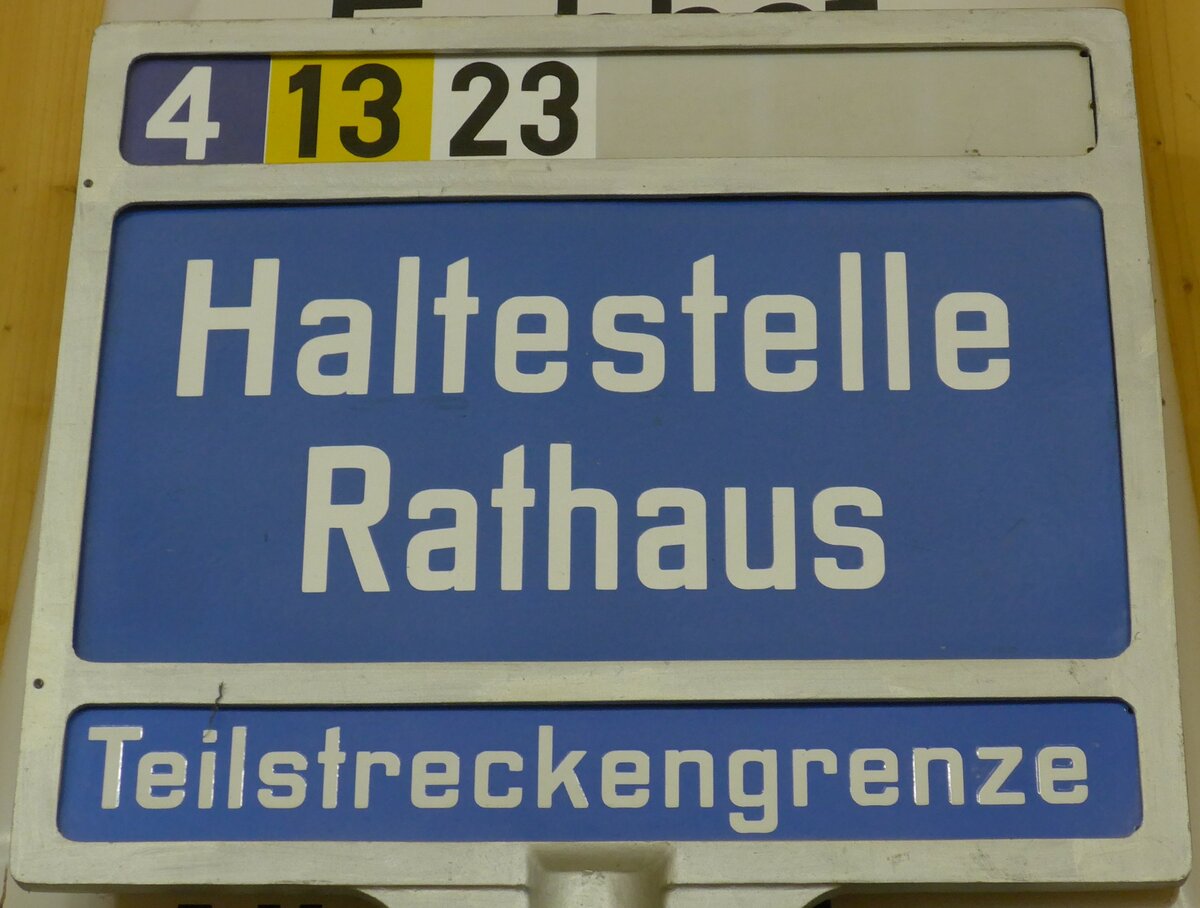 4 13 23
Haltestelle
Rathaus
Teilstreckengrenze